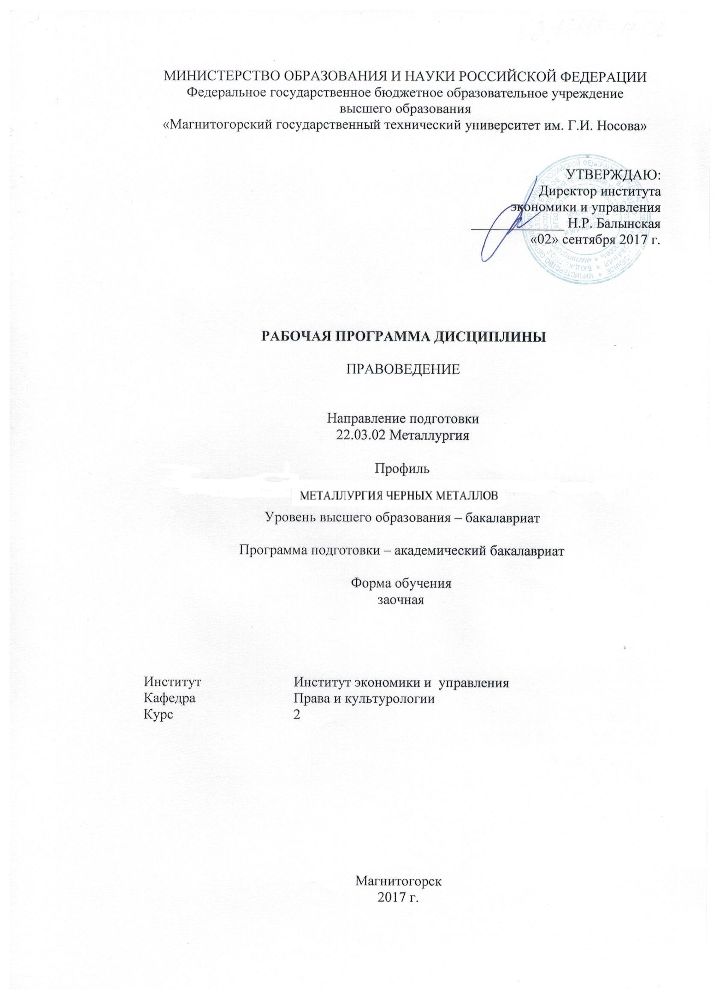 МИНИСТЕРСТВО ОБРАЗОВАНИЯ И НАУКИ РОССИЙСКОЙ ФЕДЕРАЦИИ
Федеральное государственное бюджетное образовательное учреждение
высшего образования
«Магнитогорский государственный технический университет им. Г.И. Носова»
УТВЕРЖДАЮ:
Директор института
экономики и управления
_______________ Н.Р. Балынская
«02» сентября 2017 г.
РАБОЧАЯ ПРОГРАММА ДИСЦИПЛИНЫ
ПРАВОВЕДЕНИЕ
Направление подготовки
22.03.02 Металлургия
Профиль
МЕТАЛЛУРГИЯ ЧЕРНЫХ МЕТАЛЛОВ
Уровень высшего образования – бакалавриат
Программа подготовки – академический бакалавриат
Форма обучения
заочная
Институт Институт экономики и управления
Кафедра Права и культурологии
Курс 2
Магнитогорск
2017 г.